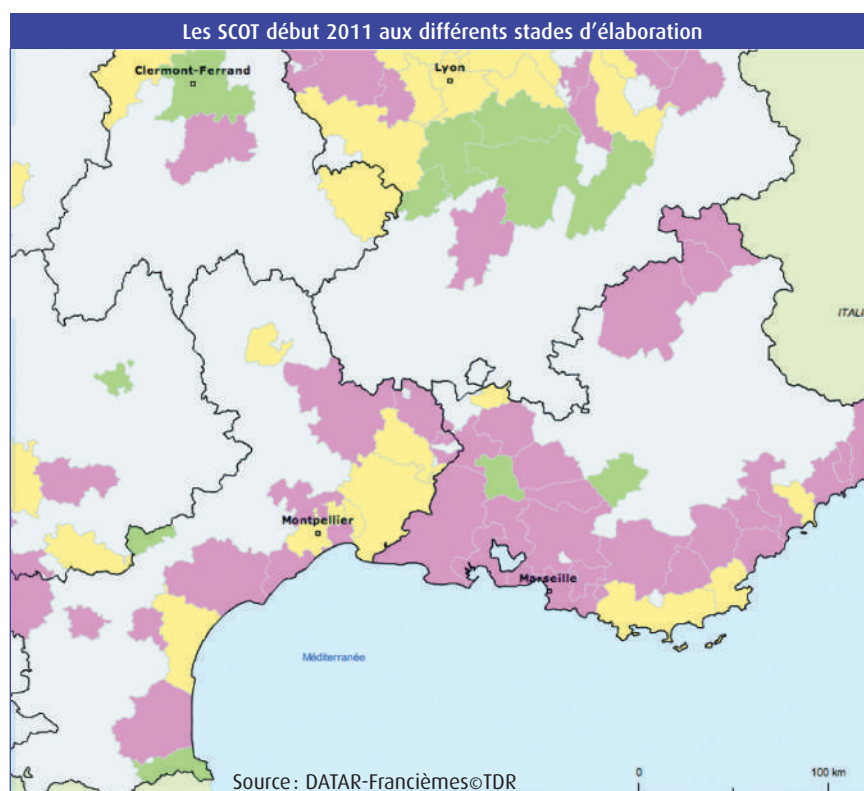 Les SCOT début 2011 aux différents stades d'élaboration
Clermont-Ferrand
Lyon
ITALI
Montpellier
Marseille
Méditerranée
Source : DATAR-Francièmes©TDR
0 100 km